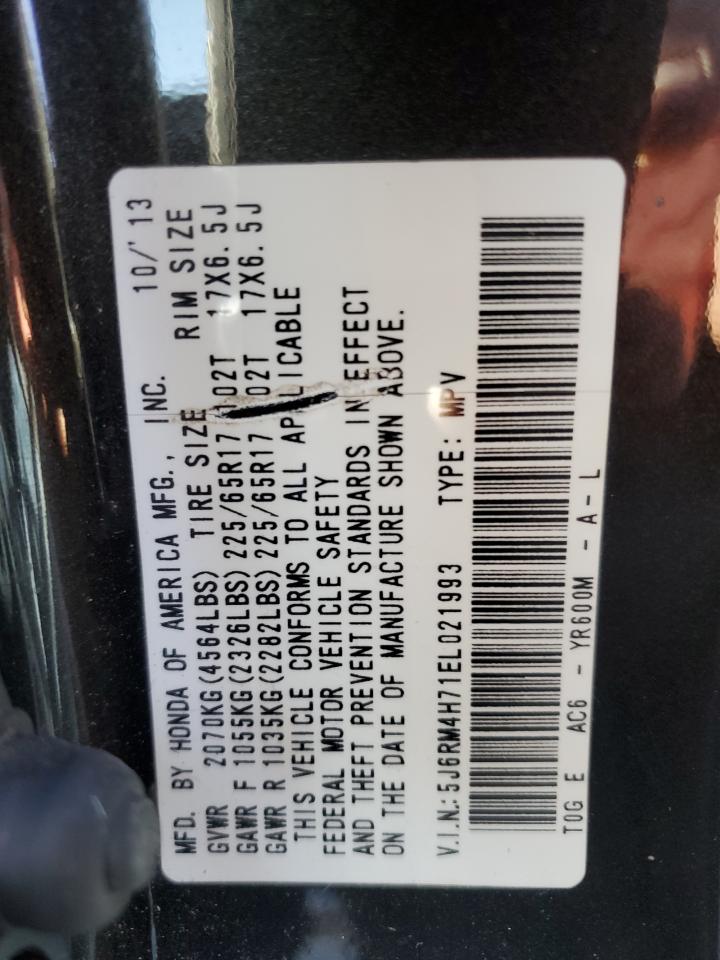 MFD. BY HONDA OF AMERICA MFG., INC. 10/'13
GVWR 2070KG(4564LBS) TIRE SIZE RIM SIZE
GAWR F 1055KG(2326LBS) 225/65R17 02T 17X6.5J
GAWR R 1035KG(2282LBS) 225/65R17 02T 17X6.5J
THIS VEHICLE CONFORMS TO ALL APPLICABLE
FEDERAL MOTOR VEHICLE SAFETY
AND THEFT PREVENTION STANDARDS IN EFFECT
ON THE DATE OF MANUFACTURE SHOWN ABOVE.
V.I.N.: 5J6RM4H71EL021993 TYPE: MPV
TOG E AC6 - YR600M - A - L